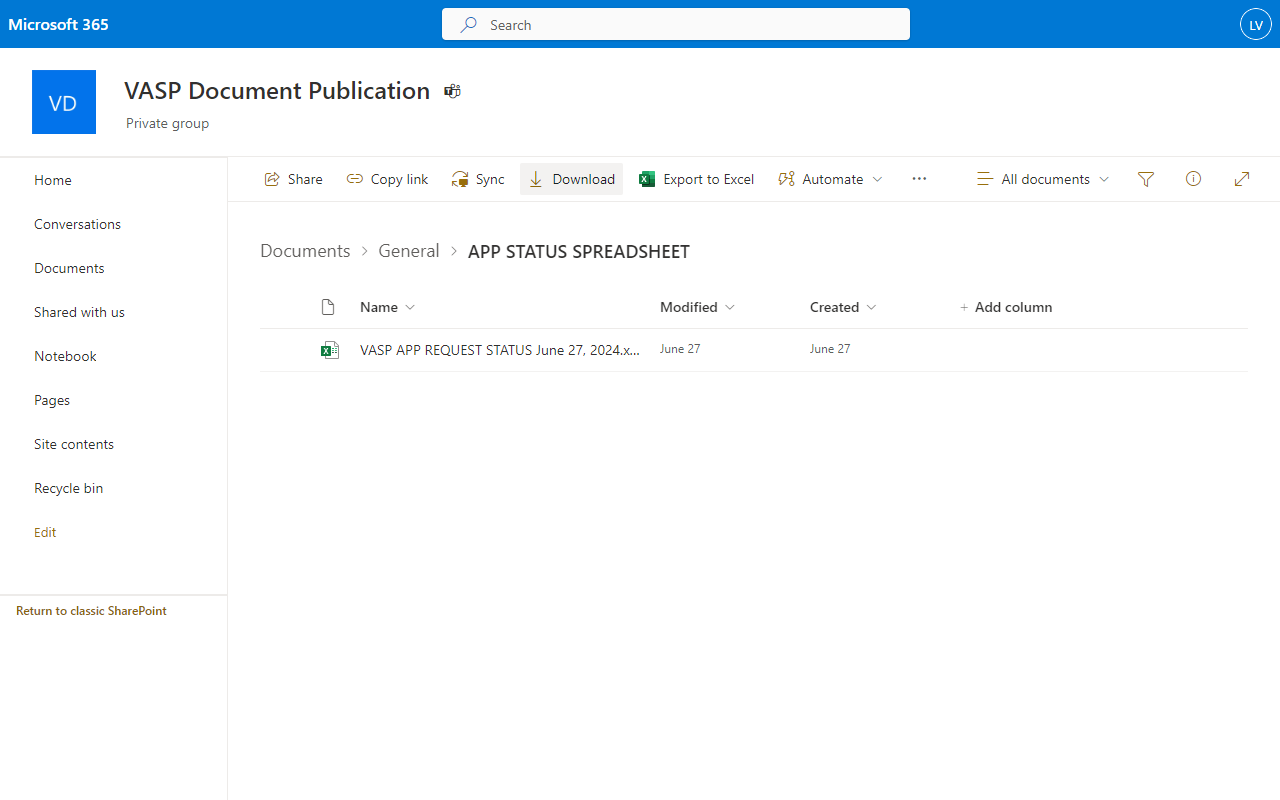 Microsoft 365
Search
LV
VD
VASP Document Publication
Private group
Home
Conversations
Documents
Shared with us
Notebook
Pages
Site contents
Recycle bin
Edit
Return to classic SharePoint
Share Copy link Sync Download Export to Excel Automate ··· All documents
Documents > General > APP STATUS SPREADSHEET
Name Modified Created + Add column
VASP APP REQUEST STATUS June 27, 2024.x... June 27 June 27